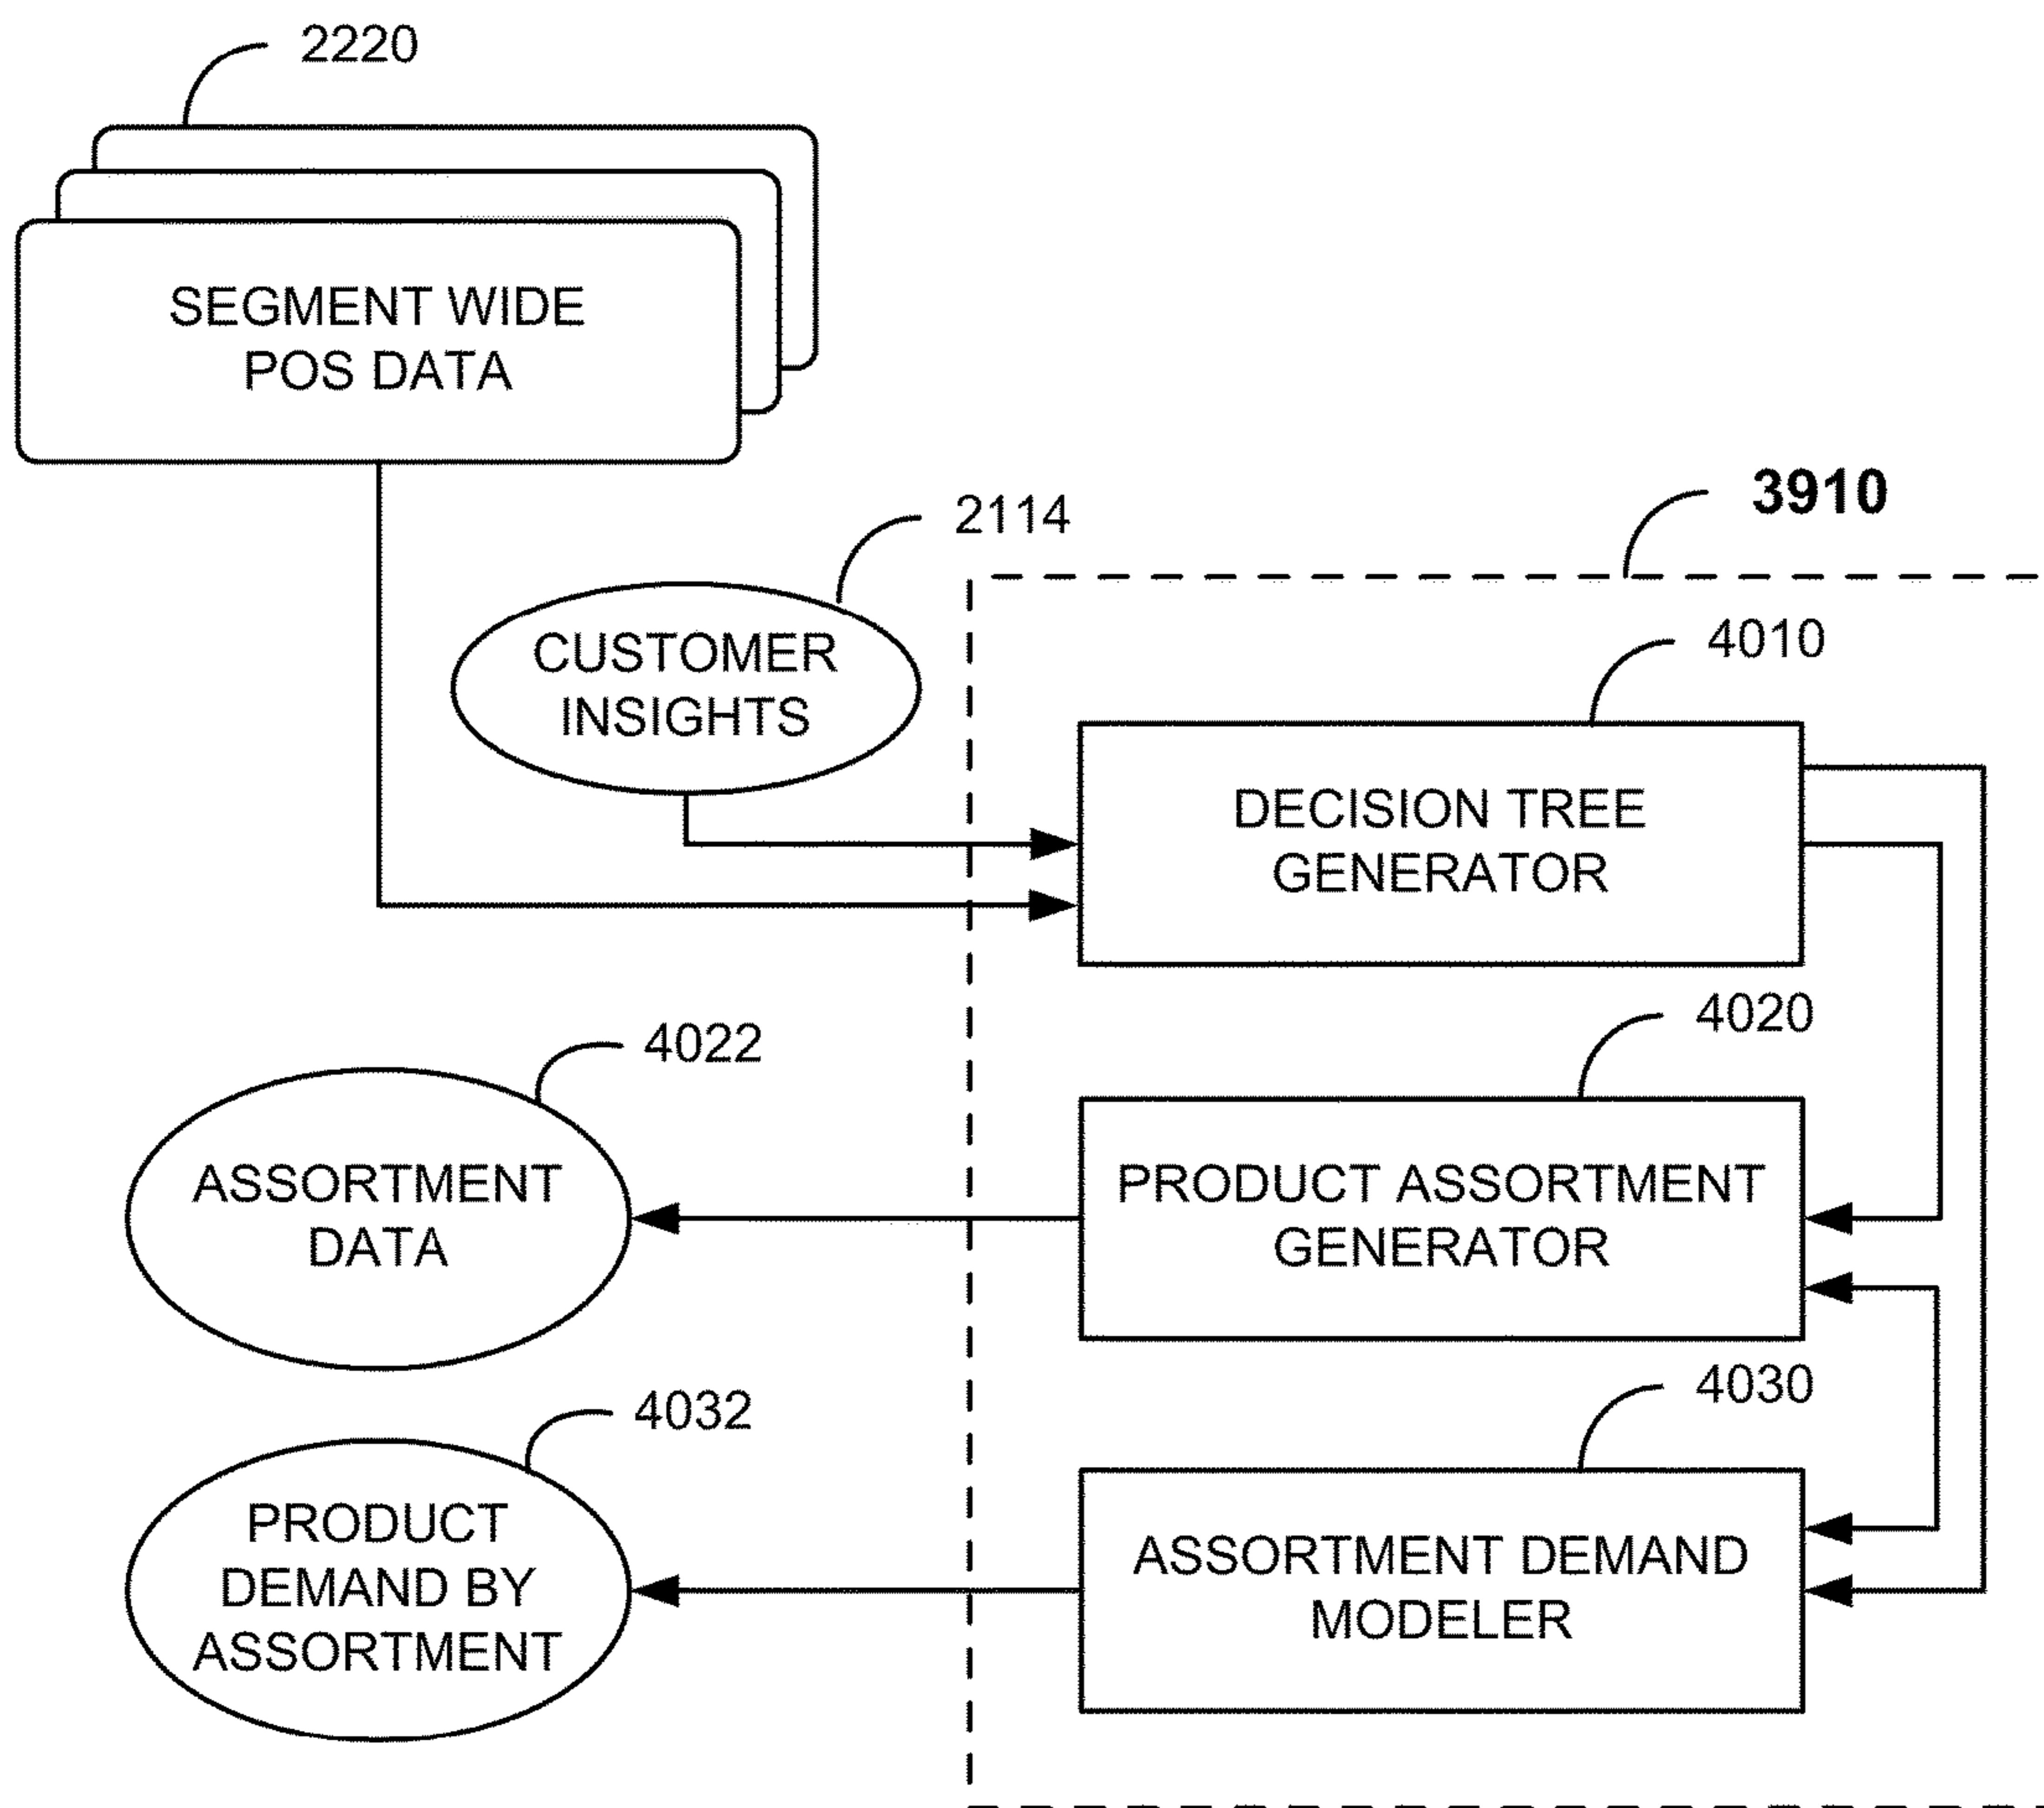 2220
SEGMENT WIDE
POS DATA
3910
2114
CUSTOMER
INSIGHTS
4010
DECISION TREE
GENERATOR
4020
4022
PRODUCT ASSORTMENT
GENERATOR
ASSORTMENT
DATA
4030
4032
ASSORTMENT DEMAND
MODELER
PRODUCT
DEMAND BY
ASSORTMENT